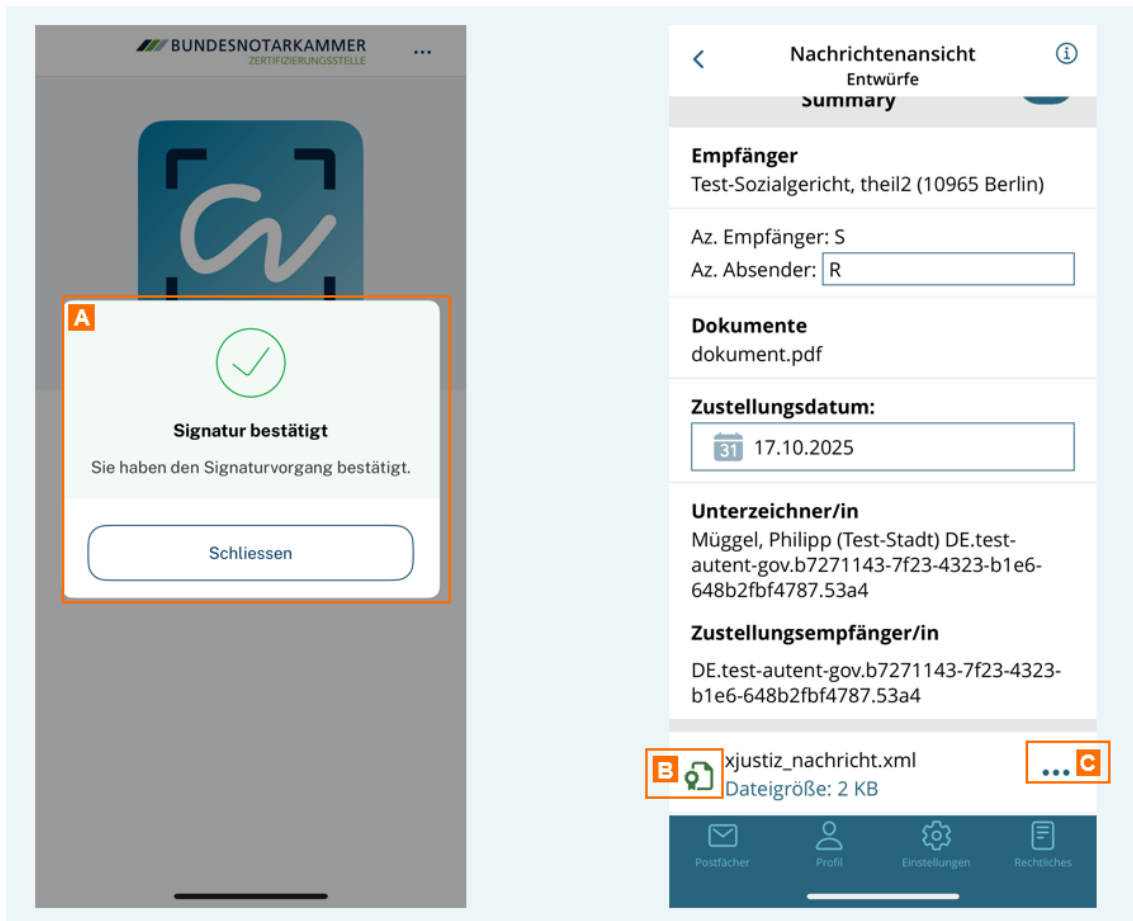 BUNDESNOTARKAMMER
ZERTIFIZIERUNGSSTELLE
A
Signatur bestätigt
Sie haben den Signaturvorgang bestätigt.
Schliessen
Nachrichtenansicht
Entwürfe
Summary
Empfänger
Test-Sozialgericht, theil2 (10965 Berlin)
Az. Empfänger: S
Az. Absender: R
Dokumente
dokument.pdf
Zustellungsdatum:
31 17.10.2025
Unterzeichner/in
Müggel, Philipp (Test-Stadt) DE.test-
autent-gov.b7271143-7f23-4323-b1e6-
648b2fbf4787.53a4
Zustellungsempfänger/in
DE.test-autent-gov.b7271143-7f23-4323-
b1e6-648b2fbf4787.53a4
B xjustiz_nachricht.xml ... C
Dateigröße: 2 KB
Postfächer Profil Einstellungen Rechtliches